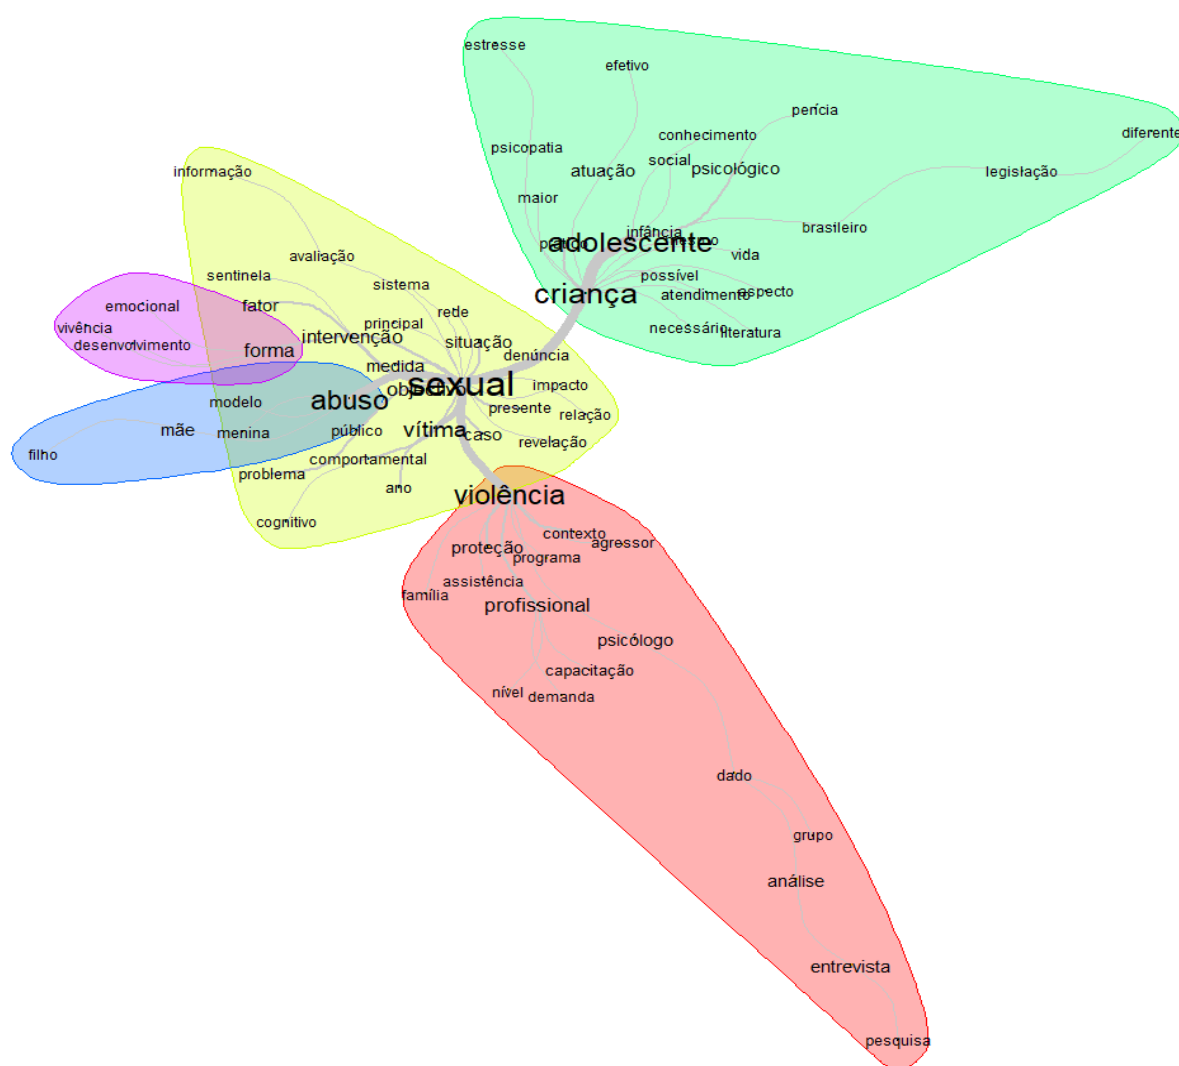 estresse
efetivo
perícia
conhecimento
diferente
psicopatia
social
psicológico
atuação
legislação
informação
maior
infância
brasileiro
adolescente
vida
avaliação
sentinela
possível
sistema
criança
atendimento
aspecto
emocional
fator
rede
vivência
principal
necessário
literatura
desenvolvimento
intervenção
situação
forma
denúncia
medida
sexual
impacto
objetivo
abuso
modelo
presente
relação
mãe
menina
público
vítima
caso
revelação
filho
problema
comportamental
ano
violência
cognitivo
contexto
proteção
agressor
programa
assistência
família
profissional
psicólogo
capacitação
nível
demanda
dado
grupo
análise
entrevista
pesquisa